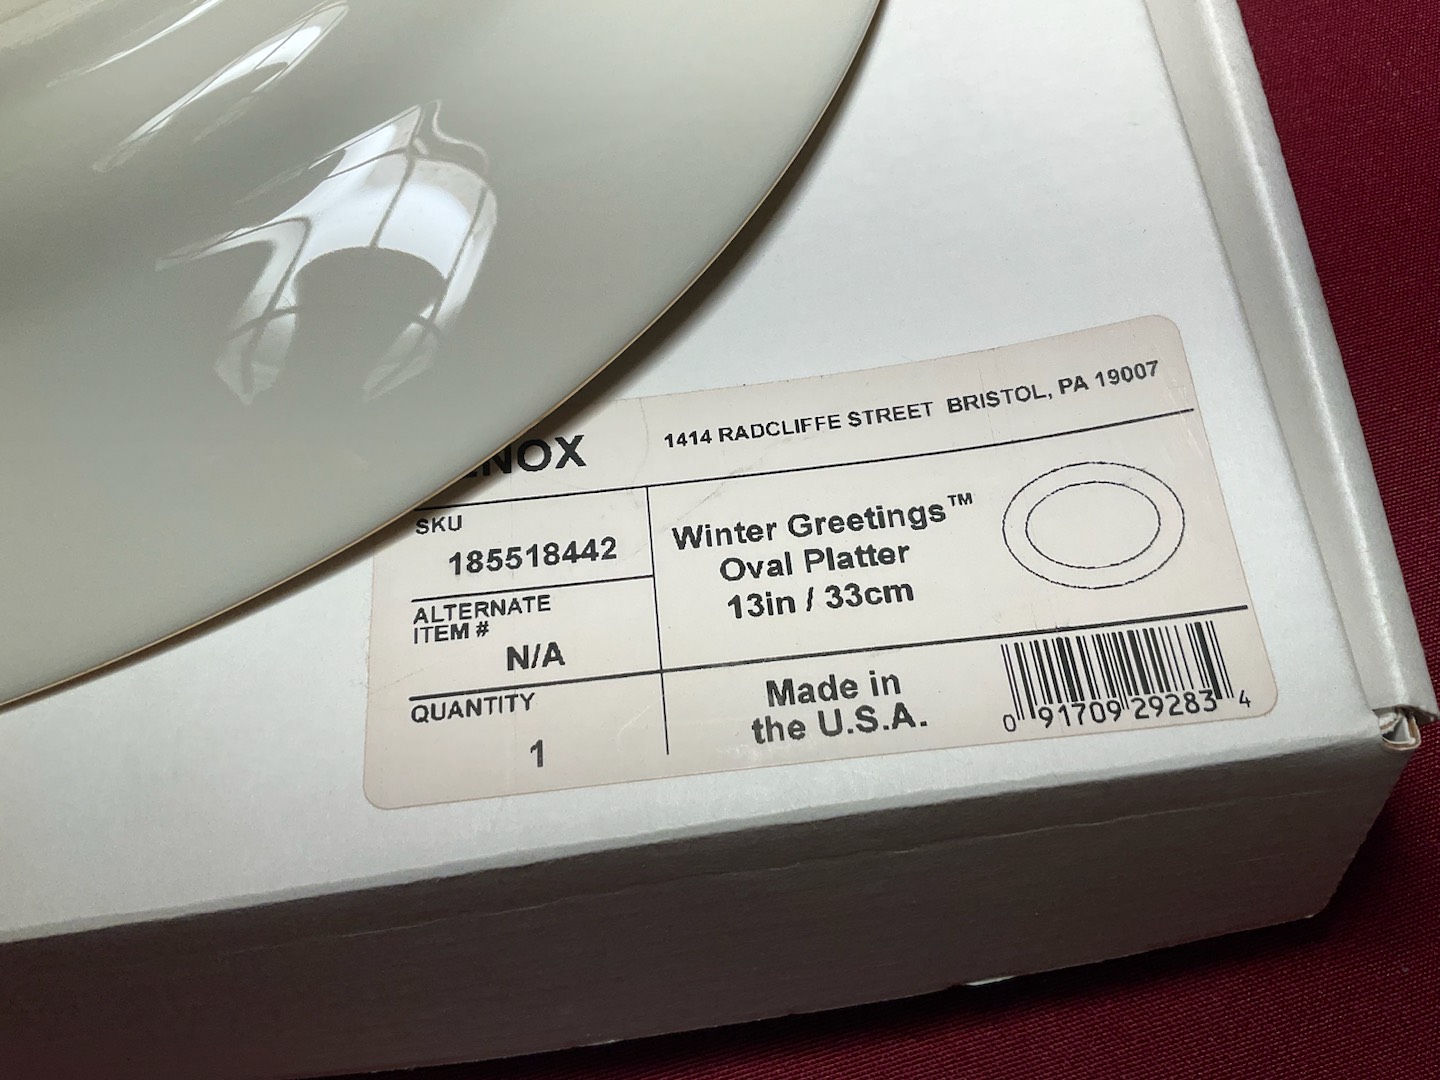 NOX 1414 RADCLIFFE STREET BRISTOL, PA 19007
SKU
185518442
ALTERNATE
ITEM #
N/A
QUANTITY
1
Winter Greetings™
Oval Platter
13in / 33cm
Made in
the U.S.A.
0 91709 29283 4